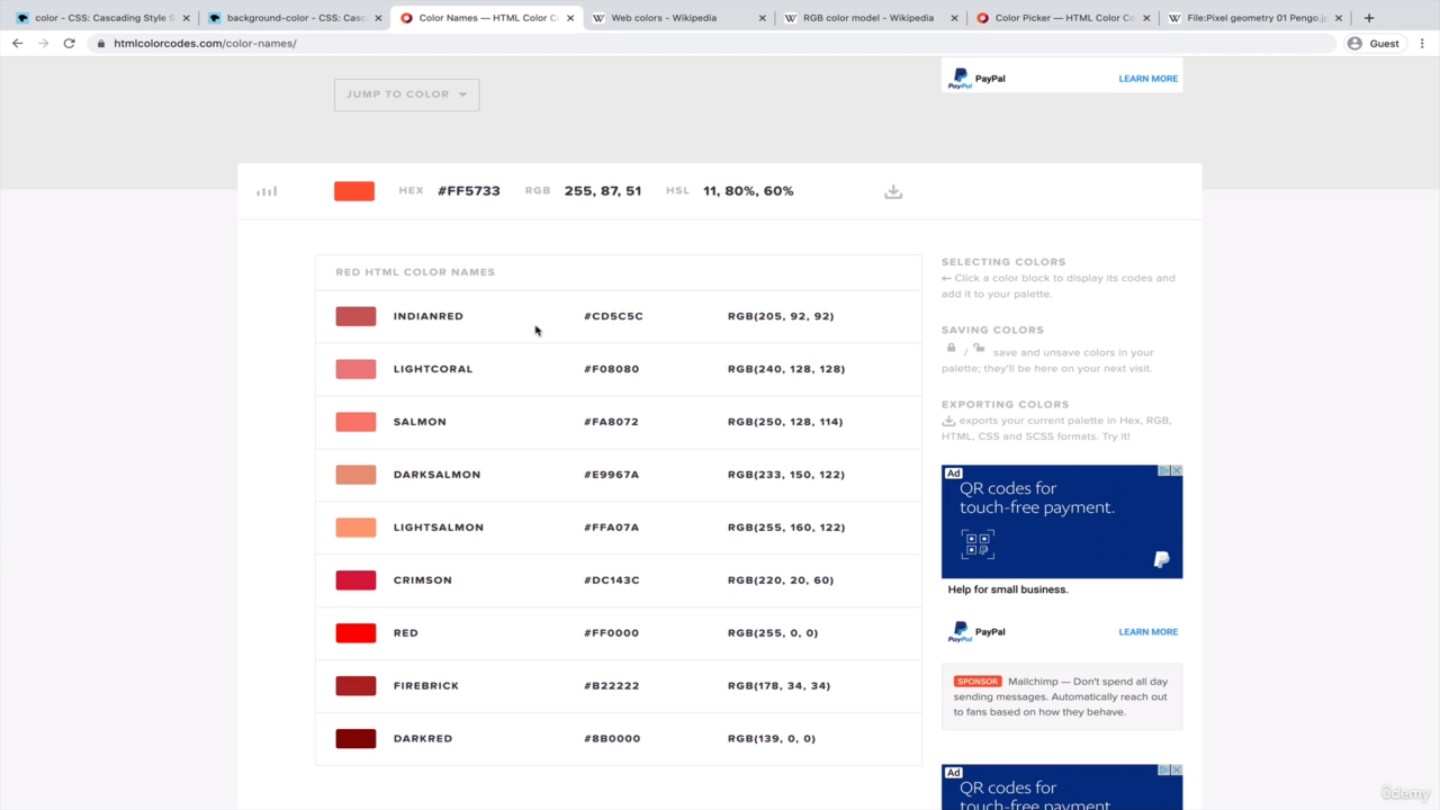 color - CSS: Cascading Style S
background-color - CSS: Casc
Color Names — HTML Color Co
Web colors - Wikipedia
RGB color model - Wikipedia
Color Picker — HTML Color Co
File:Pixel geometry 01 Pengo.j
htmlcolorcodes.com/color-names/
Guest
JUMP TO COLOR
PayPal
PayPal LEARN MORE
HEX #FF5733 RGB 255, 87, 51 HSL 11, 80%, 60%
RED HTML COLOR NAMES
INDIANRED #CD5C5C RGB(205, 92, 92)
LIGHTCORAL #F08080 RGB(240, 128, 128)
SALMON #FA8072 RGB(250, 128, 114)
DARKSALMON #E9967A RGB(233, 150, 122)
LIGHTSALMON #FFA07A RGB(255, 160, 122)
CRIMSON #DC143C RGB(220, 20, 60)
RED #FF0000 RGB(255, 0, 0)
FIREBRICK #B22222 RGB(178, 34, 34)
DARKRED #8B0000 RGB(139, 0, 0)
SELECTING COLORS
← Click a color block to display its codes and
add it to your palette.
SAVING COLORS
/ save and unsave colors in your
palette; they'll be here on your next visit.
EXPORTING COLORS
exports your current palette in Hex, RGB,
HTML, CSS and SCSS formats. Try it!
Ad
QR codes for
touch-free payment.
Help for small business.
PayPal
PayPal LEARN MORE
SPONSOR Mailchimp — Don't spend all day
sending messages. Automatically reach out
to fans based on how they behave.
Ad
QR codes for
touch-free payment.
ûdemy